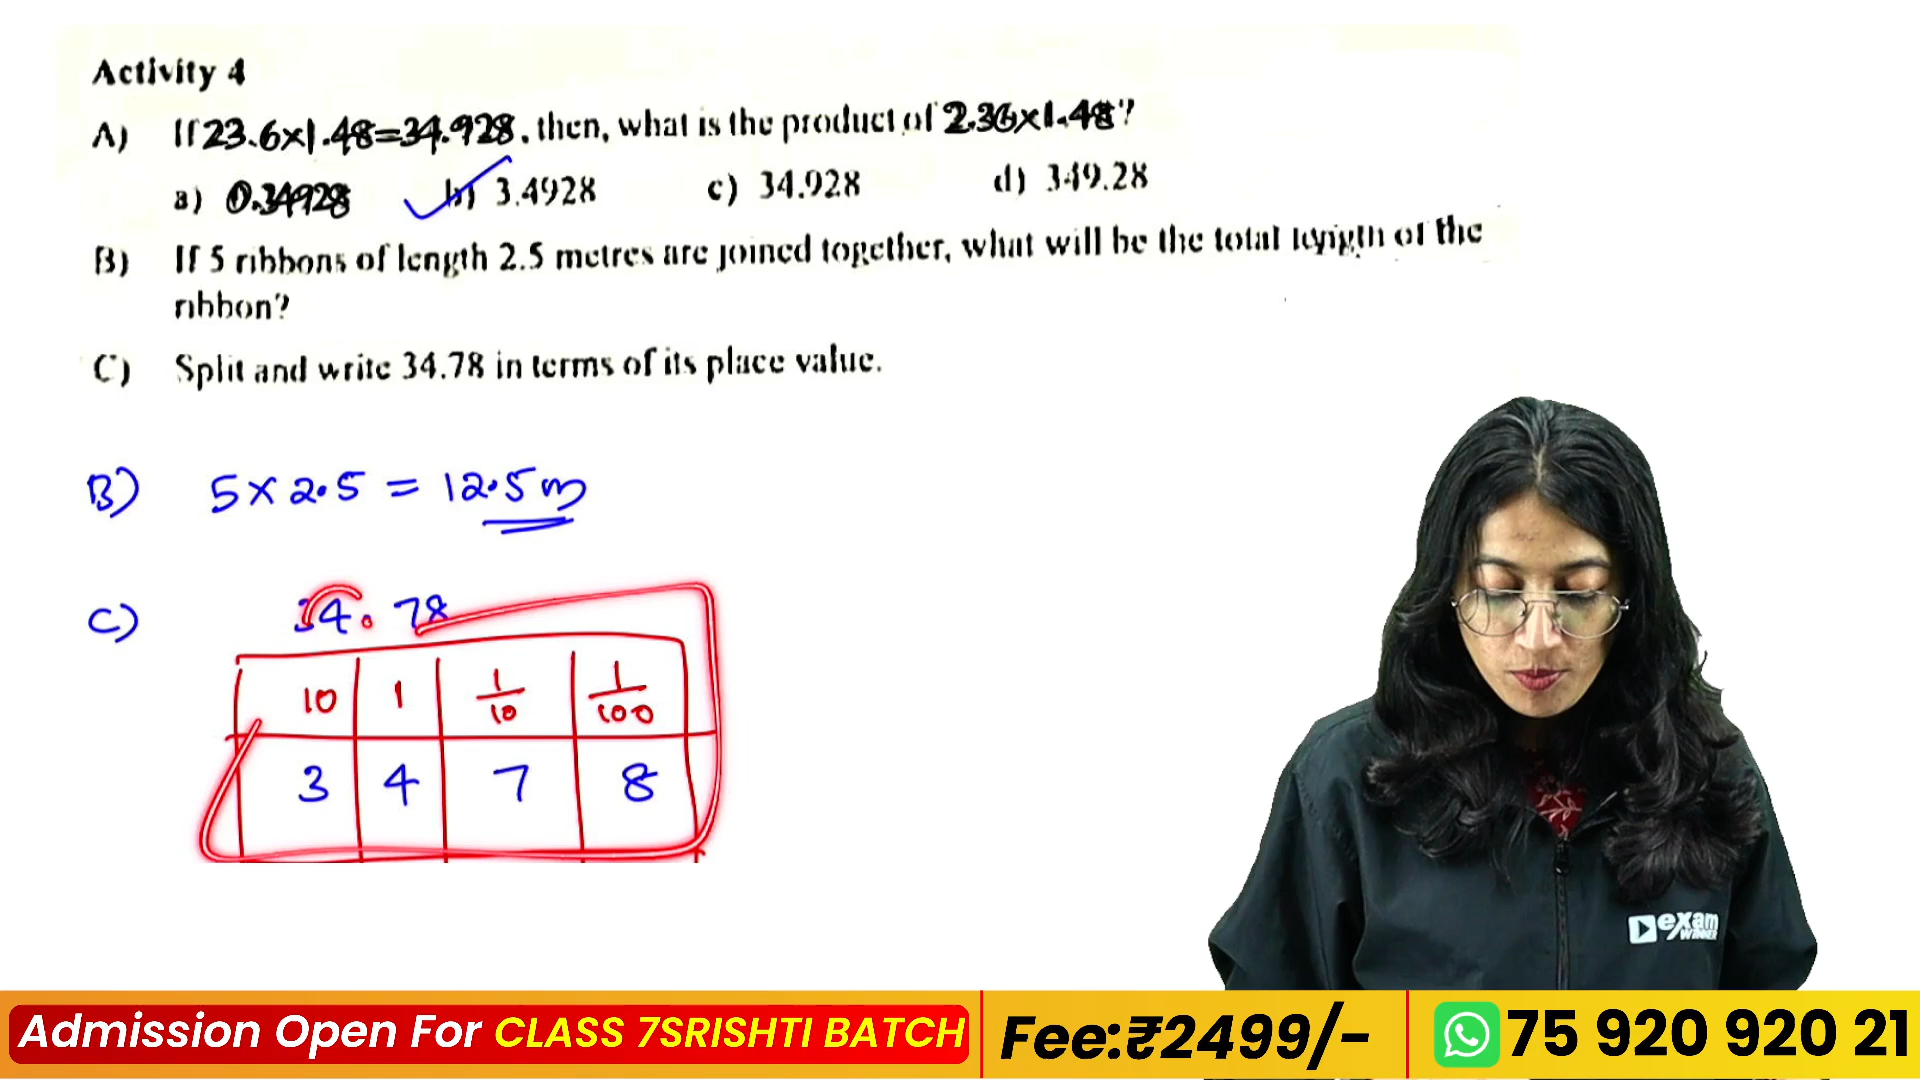 Activity 4
A) If 23.6×1.48=34.928, then, what is the product of 2.36×1.48?
a) 0.34928 b) 3.4928 c) 34.928 d) 349.28
B) If 5 ribbons of length 2.5 metres are joined together, what will be the total length of the
ribbon?
C) Split and write 34.78 in terms of its place value.
B) 5 × 2.5 = 12.5m
C) 34.78
10 1 1/10 1/100
3 4 7 8
exam
WINNER
Admission Open For CLASS 7SRISHTI BATCH Fee:₹2499/- 75 920 920 21